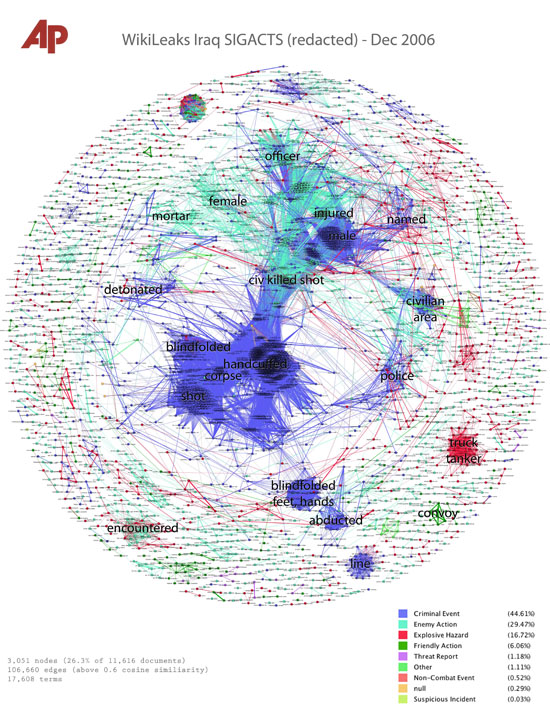 AP
WikiLeaks Iraq SIGACTS (redacted) - Dec 2006
officer
female
mortar
injured
named
male
civ killed shot
detonated
civilian
area
blindfolded
handcuffed
corpse
police
shot
truck
tanker
blindfolded
feet, hands
abducted
convoy
encountered
line
Criminal Event (44.61%)
Enemy Action (29.47%)
Explosive Hazard (16.72%)
Friendly Action (6.06%)
Threat Report (1.18%)
Other (1.11%)
Non-Combat Event (0.52%)
null (0.29%)
Suspicious Incident (0.03%)
3,051 nodes (26.3% of 11,616 documents)
106,660 edges (above 0.6 cosine similiarity)
17,608 terms